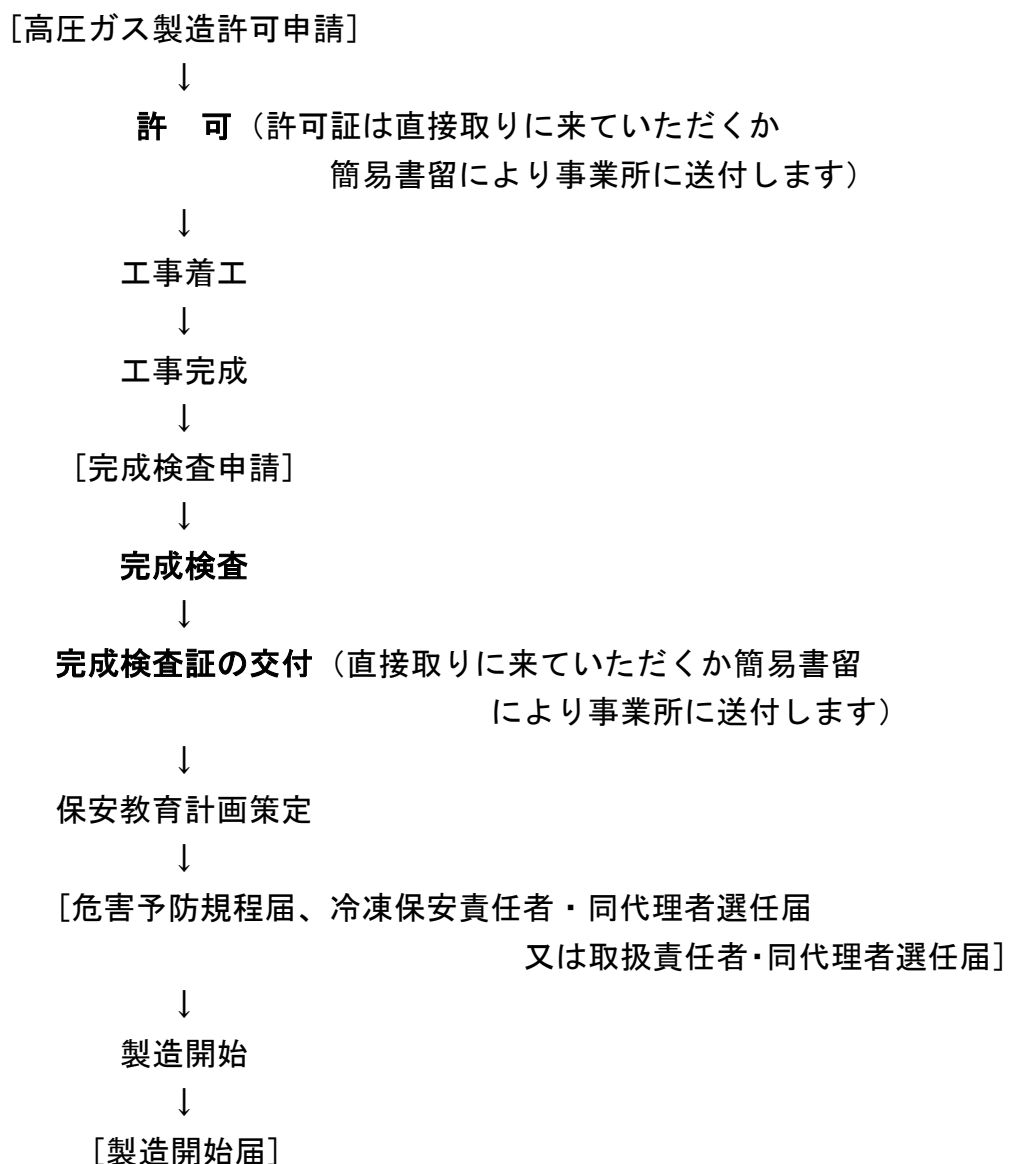 ［高圧ガス製造許可申請］
↓
許　可（許可証は直接取りに来ていただくか
簡易書留により事業所に送付します）
↓
工事着工
↓
工事完成
↓
［完成検査申請］
↓
完成検査
↓
完成検査証の交付（直接取りに来ていただくか簡易書留
により事業所に送付します）
↓
保安教育計画策定
↓
［危害予防規程届、冷凍保安責任者・同代理者選任届
又は取扱責任者・同代理者選任届］
↓
製造開始
↓
［製造開始届］